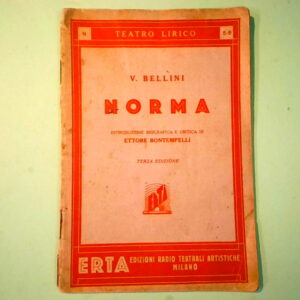 TEATRO LIRICO
V. BELLINI
NORMA
INTRODUZIONE BIOGRAFICA E CRITICA DI
ETTORE BONTEMPELLI
TERZA EDIZIONE
ERTA EDIZIONI RADIO TEATRALI ARTISTICHE
MILANO